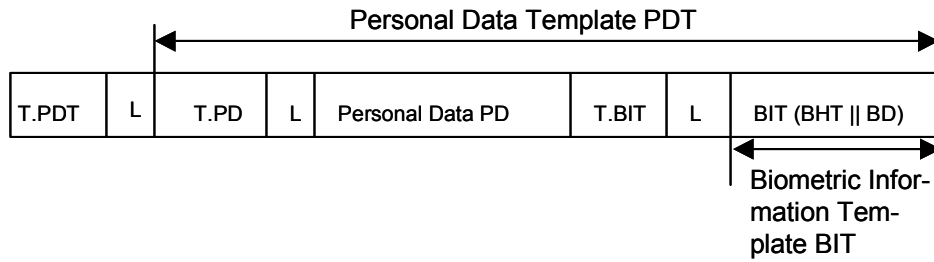 Personal Data Template PDT
T.PDT L T.PD L Personal Data PD T.BIT L BIT (BHT || BD)
Biometric Infor-
mation Tem-
plate BIT